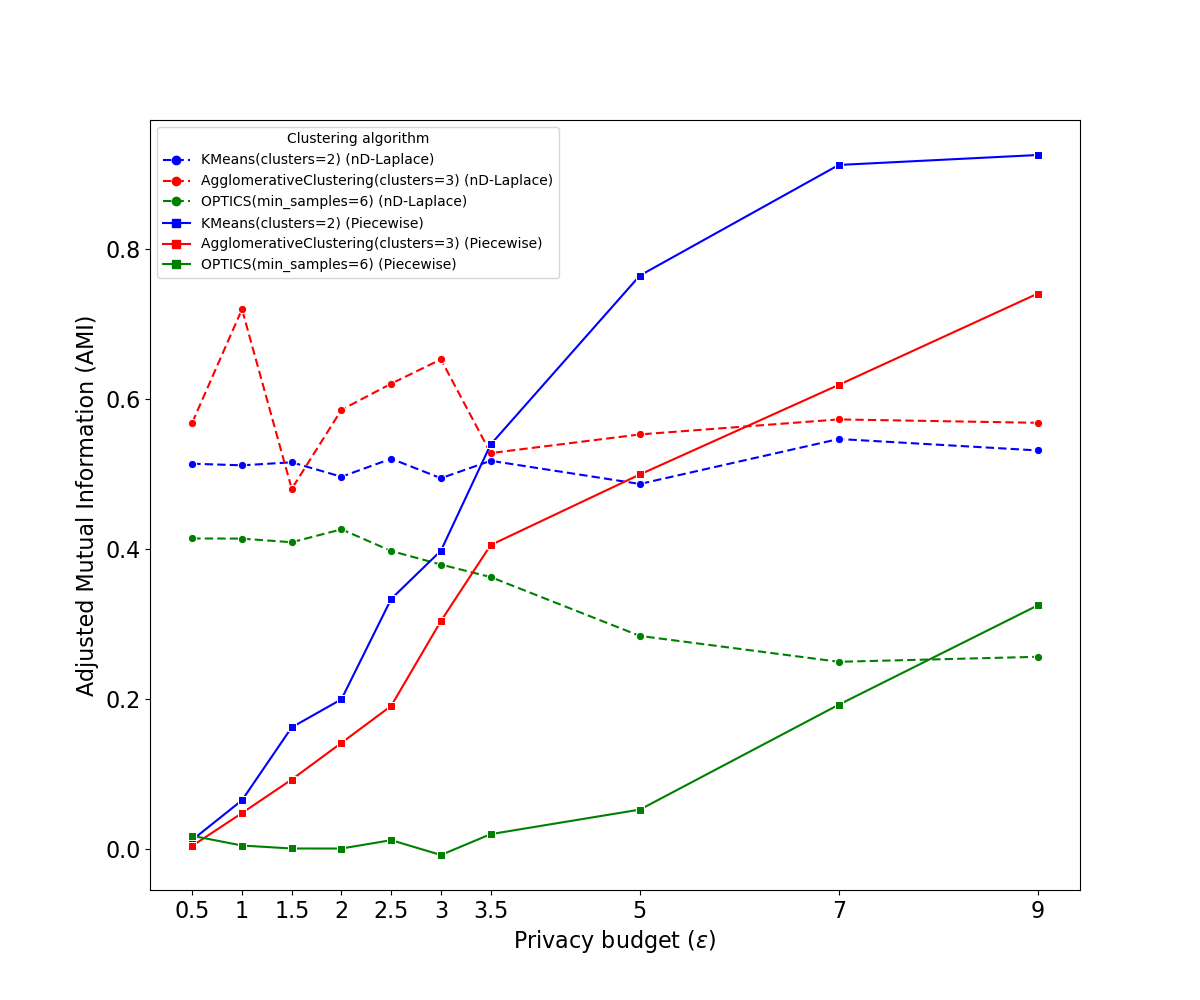 Clustering algorithm
KMeans(clusters=2) (nD-Laplace)
AgglomerativeClustering(clusters=3) (nD-Laplace)
OPTICS(min_samples=6) (nD-Laplace)
KMeans(clusters=2) (Piecewise)
AgglomerativeClustering(clusters=3) (Piecewise)
OPTICS(min_samples=6) (Piecewise)
Adjusted Mutual Information (AMI)
0.8
0.6
0.4
0.2
0.0
0.5 1 1.5 2 2.5 3 3.5 5 7 9
Privacy budget (ε)